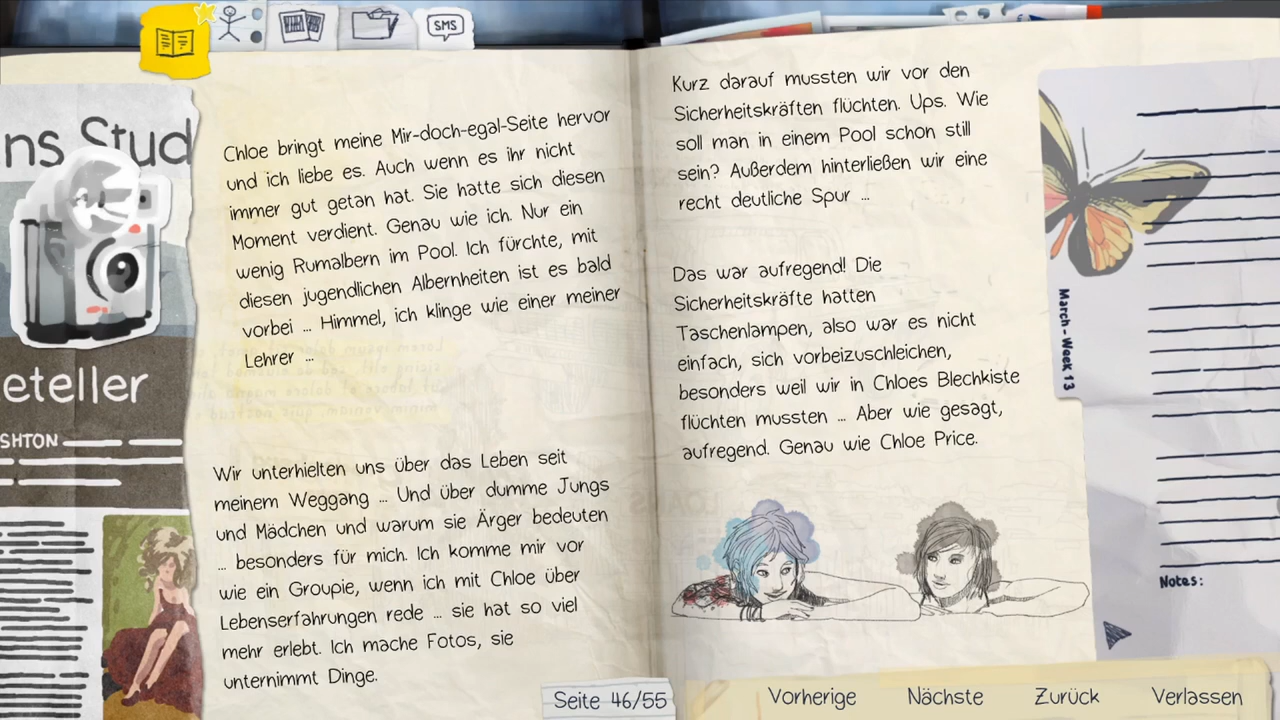 SMS
ns Stud
eteller
SHTON
Chloe bringt meine Mir-doch-egal-Seite hervor
und ich liebe es. Auch wenn es ihr nicht
immer gut getan hat. Sie hatte sich diesen
Moment verdient. Genau wie ich. Nur ein
wenig Rumalbern im Pool. Ich fürchte, mit
diesen jugendlichen Albernheiten ist es bald
vorbei ... Himmel, ich klinge wie einer meiner
Lehrer ...
Wir unterhielten uns über das Leben seit
meinem Weggang ... Und über dumme Jungs
und Mädchen und warum sie Ärger bedeuten
... besonders für mich. Ich komme mir vor
wie ein Groupie, wenn ich mit Chloe über
Lebenserfahrungen rede ... sie hat so viel
mehr erlebt. Ich mache Fotos, sie
unternimmt Dinge.
Kurz darauf mussten wir vor den
Sicherheitskräften flüchten. Ups. Wie
soll man in einem Pool schon still
sein? Außerdem hinterließen wir eine
recht deutliche Spur ...
Das war aufregend! Die
Sicherheitskräfte hatten
Taschenlampen, also war es nicht
einfach, sich vorbeizuschleichen,
besonders weil wir in Chloes Blechkiste
flüchten mussten ... Aber wie gesagt,
aufregend. Genau wie Chloe Price.
March - Week 13
Notes:
Seite 46/55
Vorherige Nächste Zurück Verlassen